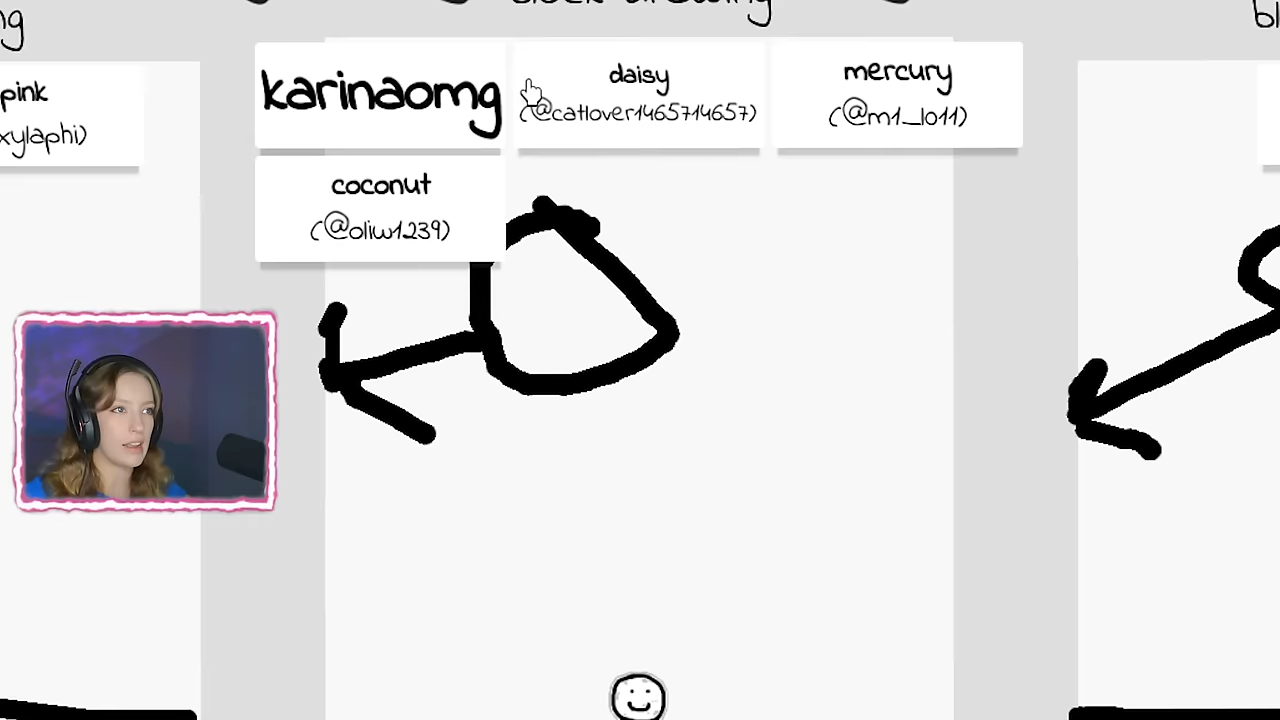 karinaomg
daisy
(@catlover1465714657)
mercury
(@m1_lo11)
pink
xylaphi)
coconut
(@oliw1239)